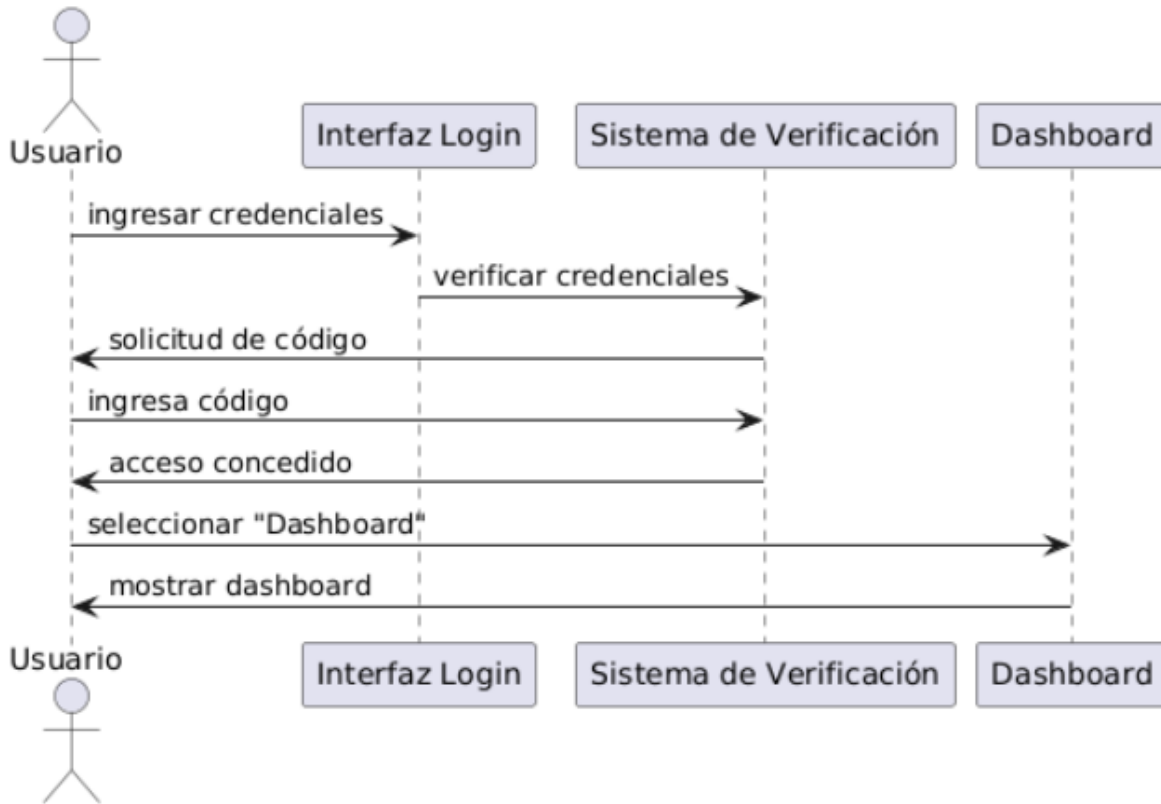 Usuario
Interfaz Login
Sistema de Verificación
Dashboard
ingresar credenciales
verificar credenciales
solicitud de código
ingresa código
acceso concedido
seleccionar "Dashboard"
mostrar dashboard
Usuario
Interfaz Login
Sistema de Verificación
Dashboard